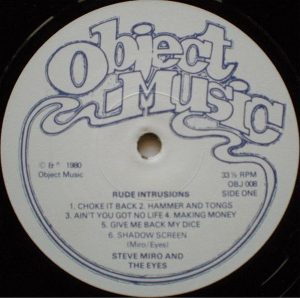 Object
Music
© & ℗ 1980
Object Music
33 ⅓ RPM
OBJ 008
SIDE ONE
RUDE INTRUSIONS
1. CHOKE IT BACK 2. HAMMER AND TONGS
3. AIN'T YOU GOT NO LIFE 4. MAKING MONEY
5. GIVE ME BACK MY DICE
6. SHADOW SCREEN
(Miro/Eyes)
STEVE MIRO AND
THE EYES